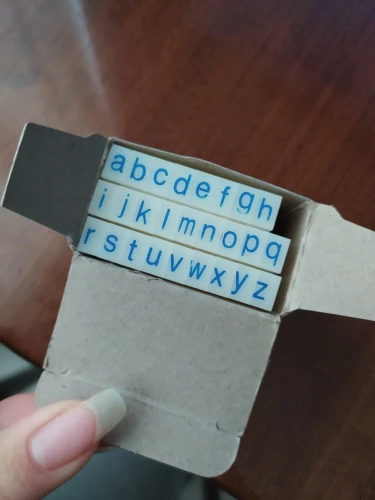 abcdefgh
ijklmnopq
rstuvwxyz